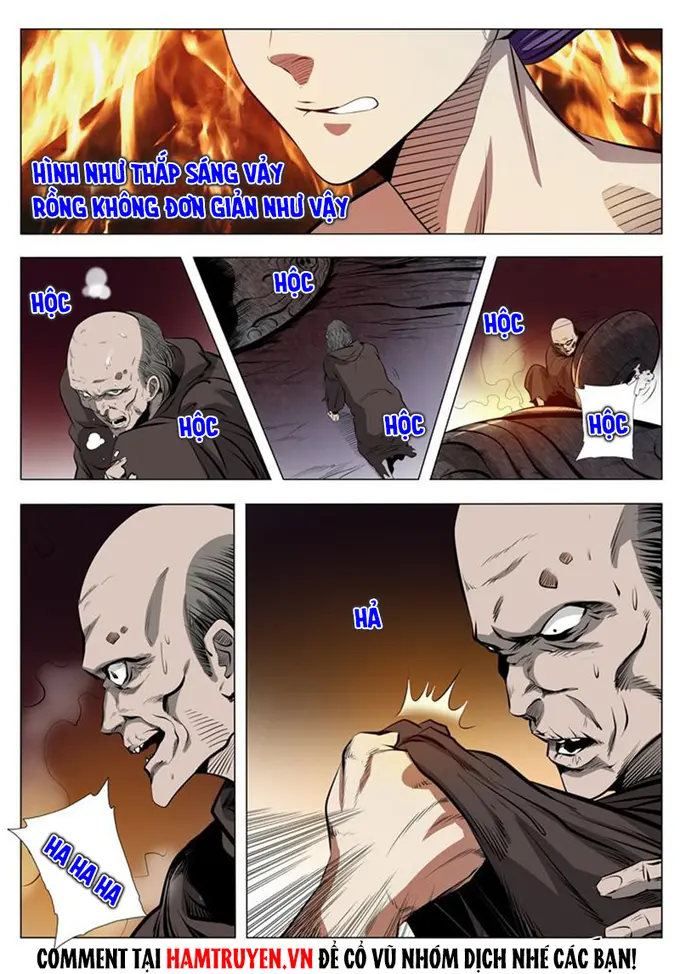 HÌNH NHƯ THẮP SÁNG VẢY
RỒNG KHÔNG ĐƠN GIẢN NHƯ VẬY
HỘC
HỘC
HỘC
HỘC
HỘC
HỘC
HA HA HA
HẢ
COMMENT TẠI HAMTRUYEN.VN ĐỂ CỔ VŨ NHÓM DỊCH NHÉ CÁC BẠN!